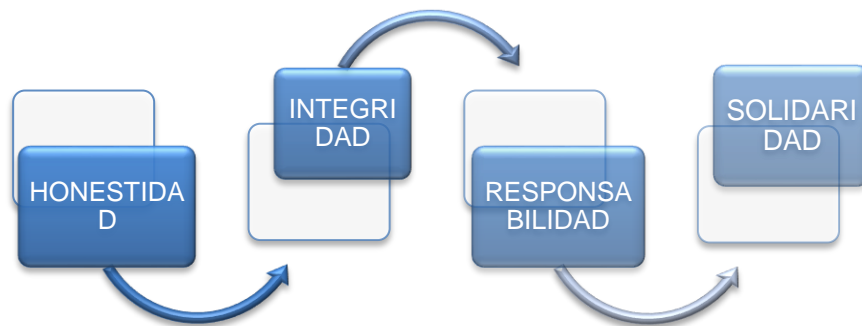 HONESTIDA
D
INTEGRI
DAD
RESPONSA
BILIDAD
SOLIDARI
DAD